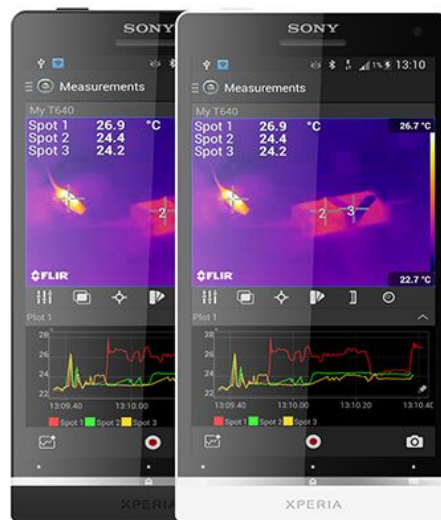 SONY
Measurements
My T640
Spot 1 26.9 °C
Spot 2 24.4
Spot 3 24.2
2
FLIR
Plot 1
28
26
24
22
13:09.40 13:10.00
Spot 1 Spot 2 Spot 3
XPERIA
SONY
1% 13:10
Measurements
My T640
Spot 1 26.9 °C
Spot 2 24.4
Spot 3 24.2
26.7 °C
2 3
FLIR
22.7 °C
Plot 1
28
26
24
22
13:09.40 13:10.00 13:10.20 13:10.40
Spot 1 Spot 2 Spot 3
XPERIA